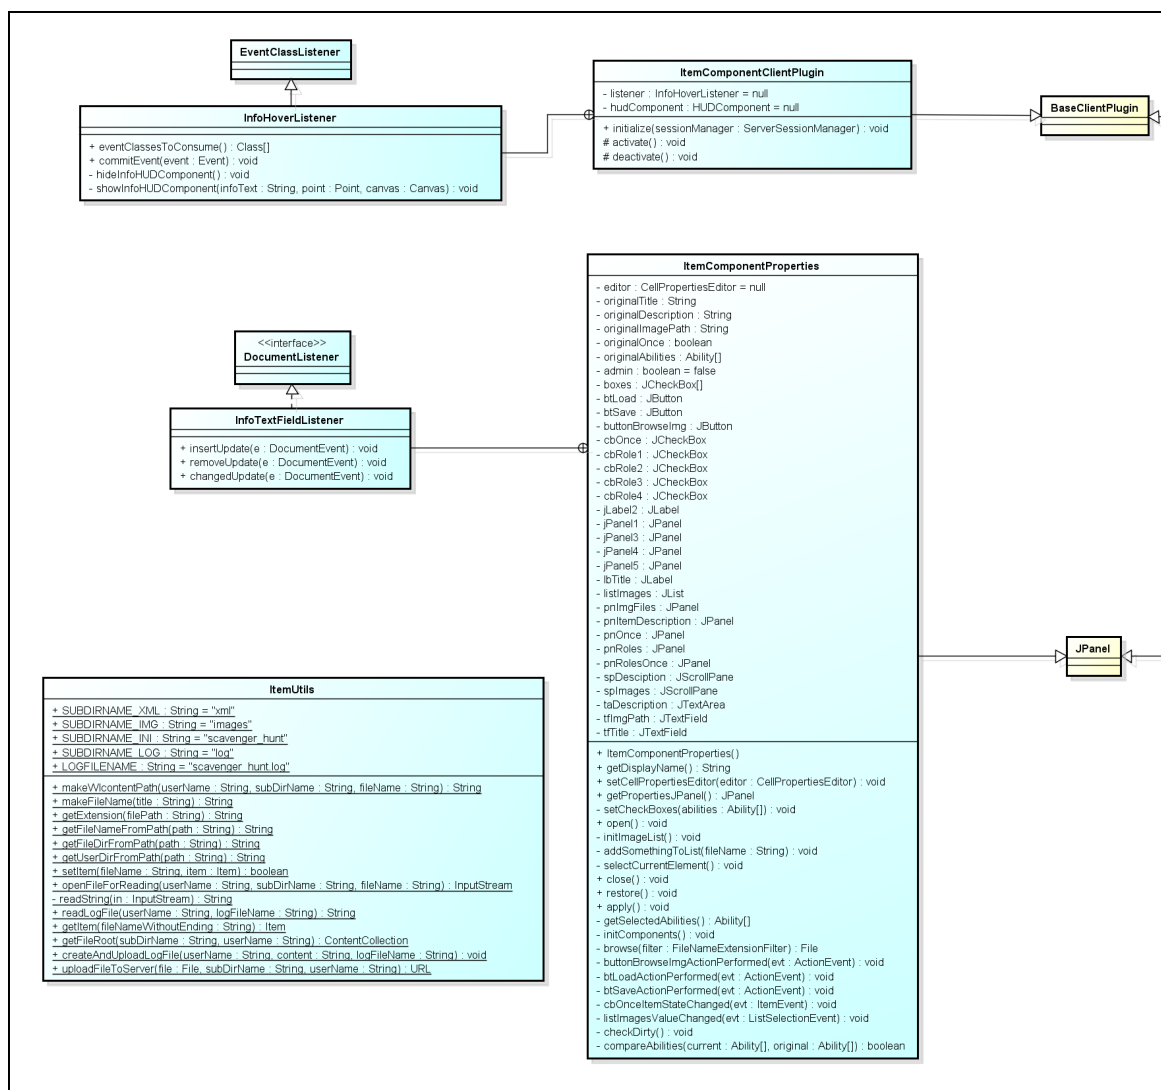 EventClassListener
InfoHoverListener
+ eventClassesToConsume() : Class[]
+ commitEvent(event : Event) : void
- hideInfoHUDComponent() : void
- showInfoHUDComponent(infoText : String, point : Point, canvas : Canvas) : void
ItemComponentClientPlugin
- listener : InfoHoverListener = null
- hudComponent : HUDComponent = null
+ initialize(sessionManager : ServerSessionManager) : void
# activate() : void
# deactivate() : void
BaseClientPlugin
<<interface>>
DocumentListener
InfoTextFieldListener
+ insertUpdate(e : DocumentEvent) : void
+ removeUpdate(e : DocumentEvent) : void
+ changedUpdate(e : DocumentEvent) : void
ItemComponentProperties
- editor : CellPropertiesEditor = null
- originalTitle : String
- originalDescription : String
- originalImagePath : String
- originalOnce : boolean
- originalAbilities : Ability[]
- admin : boolean = false
- boxes : JCheckBox[]
- btLoad : JButton
- btSave : JButton
- buttonBrowseImg : JButton
- cbOnce : JCheckBox
- cbRole1 : JCheckBox
- cbRole2 : JCheckBox
- cbRole3 : JCheckBox
- cbRole4 : JCheckBox
- jLabel2 : JLabel
- jPanel1 : JPanel
- jPanel3 : JPanel
- jPanel4 : JPanel
- jPanel5 : JPanel
- lbTitle : JLabel
- listImages : JList
- pnImgFiles : JPanel
- pnItemDescription : JPanel
- pnOnce : JPanel
- pnRoles : JPanel
- pnRolesOnce : JPanel
- spDesciption : JScrollPane
- spImages : JScrollPane
- taDescription : JTextArea
- tfImgPath : JTextField
- tfTitle : JTextField
+ ItemComponentProperties()
+ getDisplayName() : String
+ setCellPropertiesEditor(editor : CellPropertiesEditor) : void
+ getPropertiesJPanel() : JPanel
- setCheckBoxes(abilities : Ability[]) : void
+ open() : void
- initImageList() : void
- addSomethingToList(fileName : String) : void
- selectCurrentElement() : void
+ close() : void
+ restore() : void
+ apply() : void
- getSelectedAbilities() : Ability[]
- initComponents() : void
- browse(filter : FileNameExtensionFilter) : File
- buttonBrowseImgActionPerformed(evt : ActionEvent) : void
- btLoadActionPerformed(evt : ActionEvent) : void
- btSaveActionPerformed(evt : ActionEvent) : void
- cbOnceItemStateChanged(evt : ItemEvent) : void
- listImagesValueChanged(evt : ListSelectionEvent) : void
- checkDirty() : void
- compareAbilities(current : Ability[], original : Ability[]) : boolean
JPanel
ItemUtils
+ SUBDIRNAME_XML : String = "xml"
+ SUBDIRNAME_IMG : String = "images"
+ SUBDIRNAME_INI : String = "scavenger_hunt"
+ SUBDIRNAME_LOG : String = "log"
+ LOGFILENAME : String = "scavenger_hunt.log"
+ makeWlcontentPath(userName : String, subDirName : String, fileName : String) : String
+ makeFileName(title : String) : String
+ getExtension(filePath : String) : String
+ getFileNameFromPath(path : String) : String
+ getFileDirFromPath(path : String) : String
+ getUserDirFromPath(path : String) : String
+ setItem(fileName : String, item : Item) : boolean
+ openFileForReading(userName : String, subDirName : String, fileName : String) : InputStream
- readString(in : InputStream) : String
+ readLogFile(userName : String, logFileName : String) : String
+ getItem(fileNameWithoutEnding : String) : Item
+ getFileRoot(subDirName : String, userName : String) : ContentCollection
+ createAndUploadLogFile(userName : String, content : String, logFileName : String) : void
+ uploadFileToServer(file : File, subDirName : String, userName : String) : URL